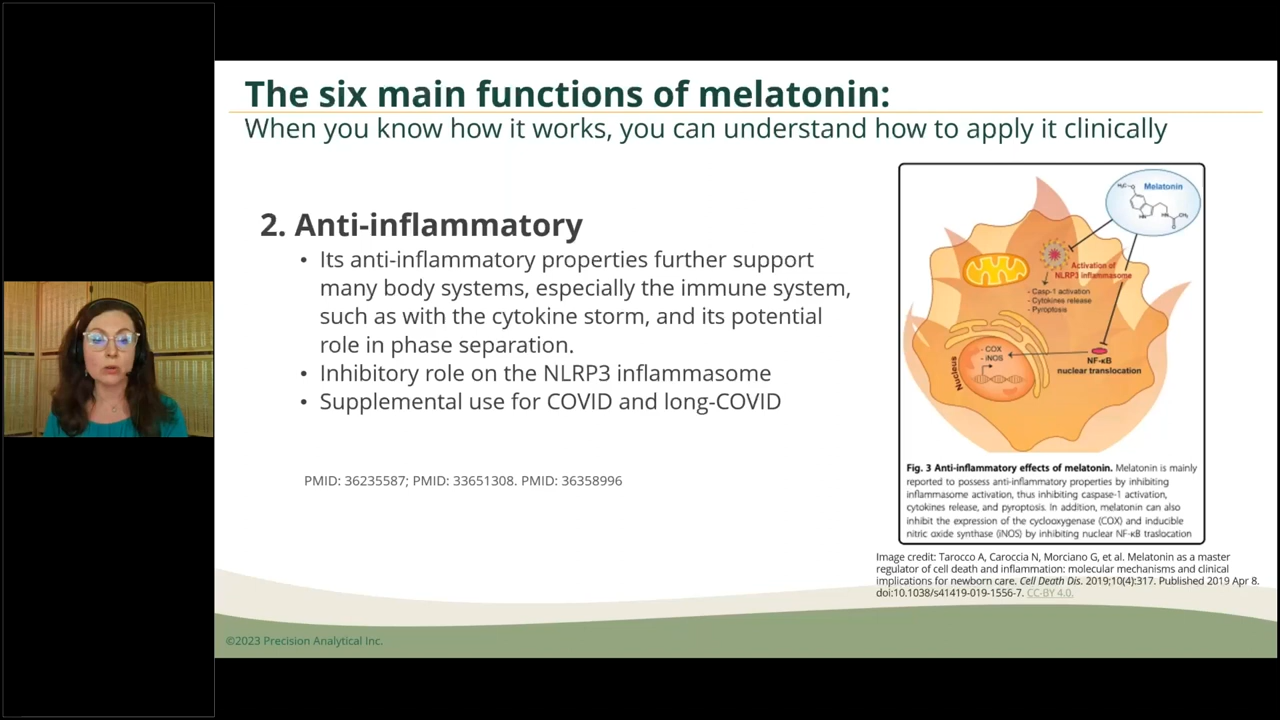 The six main functions of melatonin:
When you know how it works, you can understand how to apply it clinically
2. Anti-inflammatory
• Its anti-inflammatory properties further support
many body systems, especially the immune system,
such as with the cytokine storm, and its potential
role in phase separation.
• Inhibitory role on the NLRP3 inflammasome
• Supplemental use for COVID and long-COVID
PMID: 36235587; PMID: 33651308. PMID: 36358996
Melatonin
H₃C
O
HN
HN
CH₃
O
Activation of
NLRP3 inflammasome
- Casp-1 activation
- Cytokines release
- Pyroptosis
- COX
- iNOS
Nucleus
NF-κB
nuclear translocation
Fig. 3 Anti-inflammatory effects of melatonin. Melatonin is mainly
reported to possess anti-inflammatory properties by inhibiting
inflammasome activation, thus inhibiting caspase-1 activation,
cytokines release, and pyroptosis. In addition, melatonin can also
inhibit the expression of the cyclooxygenase (COX) and inducible
nitric oxide synthase (iNOS) by inhibiting nuclear NF-κB traslocation
Image credit: Tarocco A, Caroccia N, Morciano G, et al. Melatonin as a master
regulator of cell death and inflammation: molecular mechanisms and clinical
implications for newborn care. Cell Death Dis. 2019;10(4):317. Published 2019 Apr 8.
doi:10.1038/s41419-019-1556-7. CC-BY 4.0.
©2023 Precision Analytical Inc.